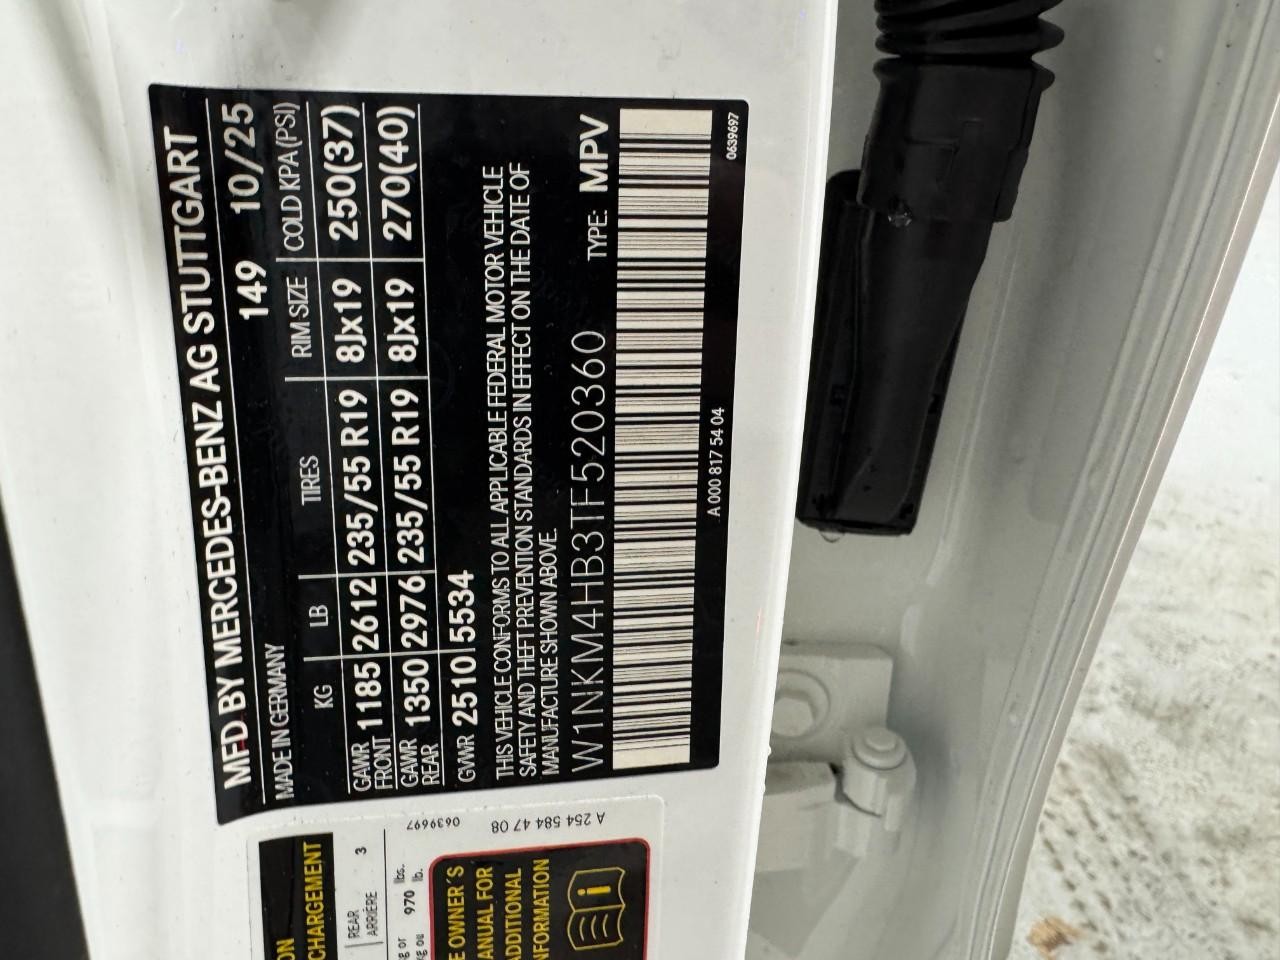 MFD BY MERCEDES-BENZ AG STUTTGART
MADE IN GERMANY 149 10/25
KG LB TIRES RIM SIZE COLD KPA (PSI)
GAWR FRONT 1185 2612 235/55 R19 8Jx19 250(37)
GAWR REAR 1350 2976 235/55 R19 8Jx19 270(40)
GVWR 2510 5534
THIS VEHICLE CONFORMS TO ALL APPLICABLE FEDERAL MOTOR VEHICLE
SAFETY AND THEFT PREVENTION STANDARDS IN EFFECT ON THE DATE OF
MANUFACTURE SHOWN ABOVE.
W1NKM4HB3TF520360 TYPE: MPV
A 000 817 54 04 0639697
CHARGEMENT
REAR
ARRIÈRE 3
970 lbs.
lb.
0639697
A 254 584 47 08
OWNER'S
FOR
INFORMATION